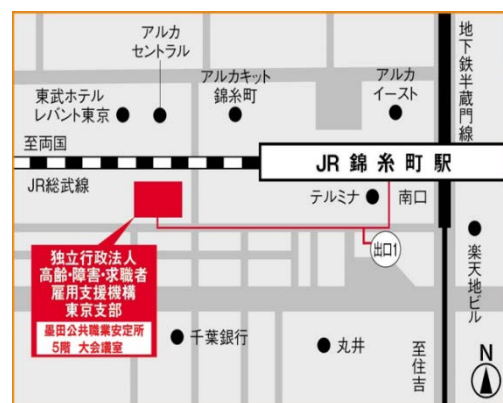 アルカ
セントラル
アルカキット
錦糸町
アルカ
イースト
東武ホテル
レバント東京
地下鉄半蔵門線
至両国
JR錦糸町駅
JR総武線
テルミナ
南口
出口1
独立行政法人
高齢・障害・求職者
雇用支援機構
東京支部
墨田公共職業安定所
5階 大会議室
楽天地ビル
千葉銀行
丸井
至住吉
N